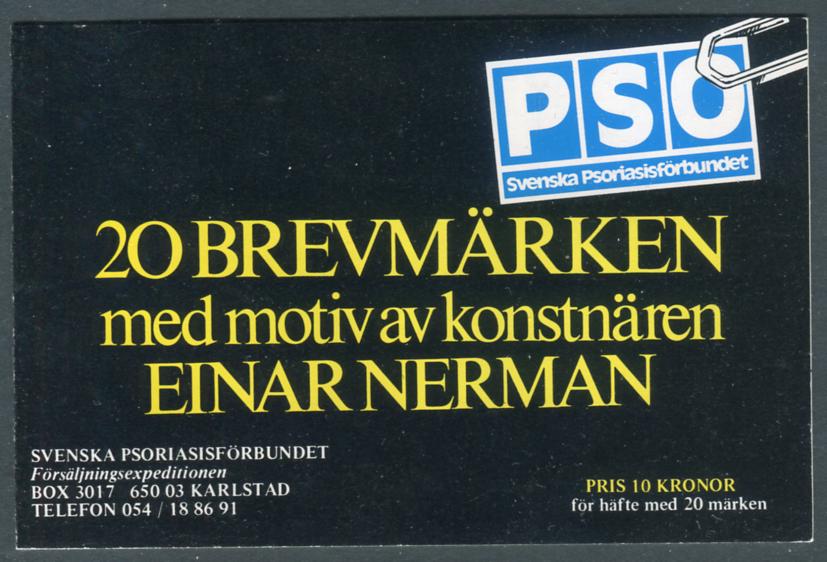 PSO
Svenska Psoriasisförbundet
20 BREVMÄRKEN
med motiv av konstnären
EINAR NERMAN
SVENSKA PSORIASISFÖRBUNDET
Försäljningsexpeditionen
BOX 3017 650 03 KARLSTAD
TELEFON 054 / 18 86 91
PRIS 10 KRONOR
för häfte med 20 märken